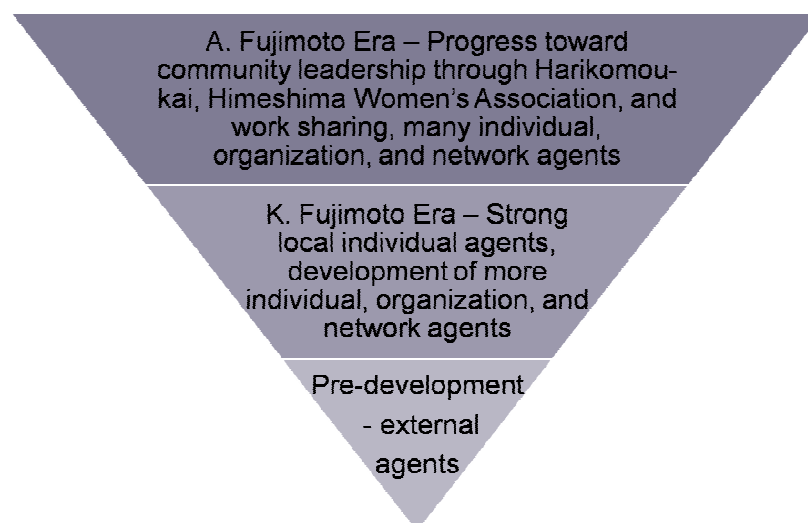 A. Fujimoto Era – Progress toward
community leadership through Harikomou-
kai, Himeshima Women's Association, and
work sharing, many individual,
organization, and network agents
K. Fujimoto Era – Strong
local individual agents,
development of more
individual, organization, and
network agents
Pre-development
- external
agents